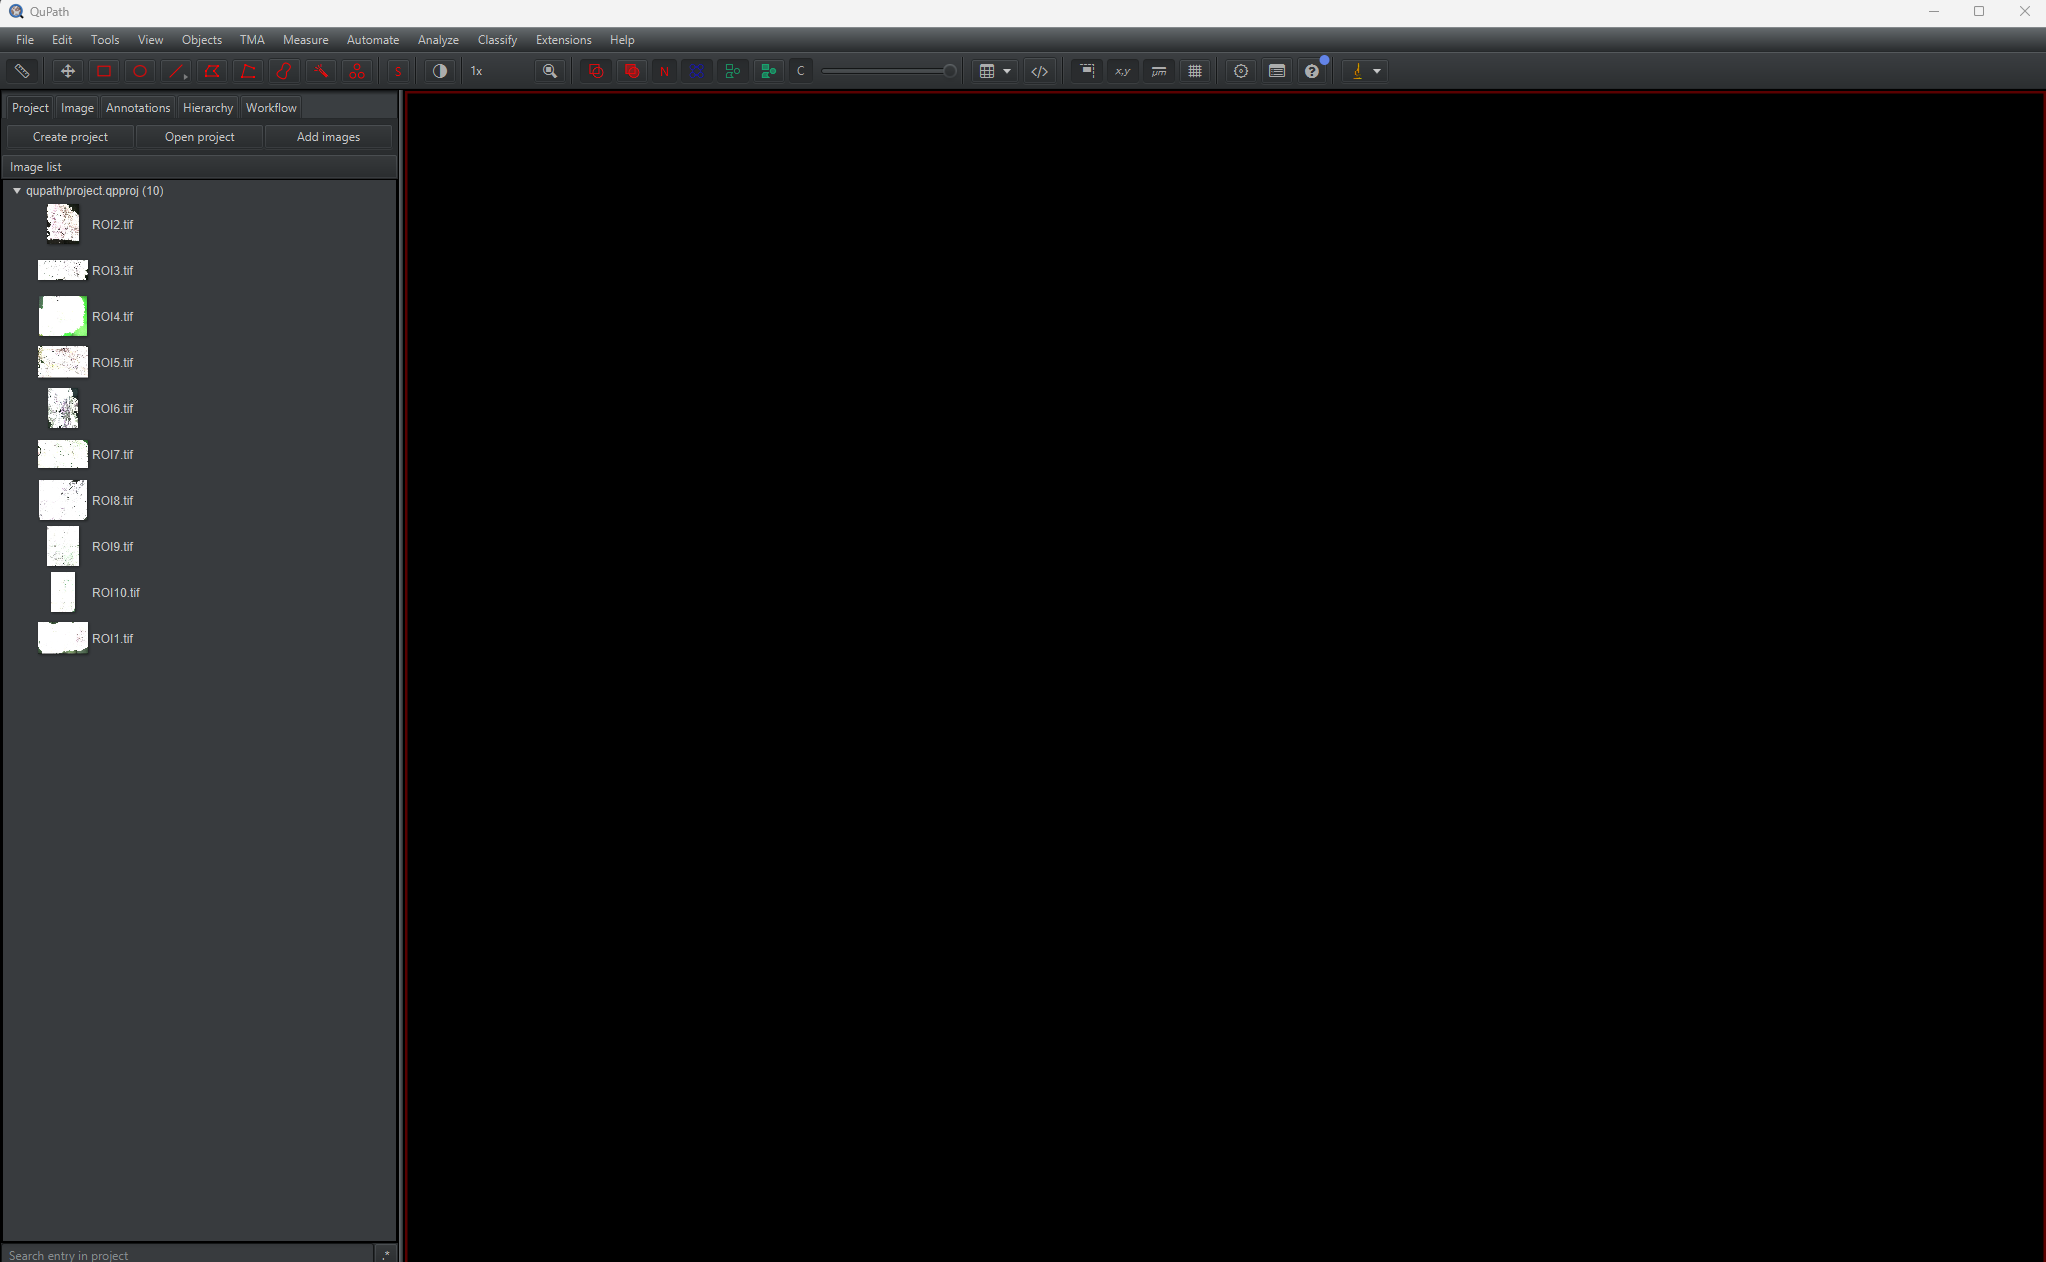 QuPath
File Edit Tools View Objects TMA Measure Automate Analyze Classify Extensions Help
S 1x N C x,y μm
Project Image Annotations Hierarchy Workflow
Create project Open project Add images
Image list
qupath/project.qpproj (10)
ROI2.tif
ROI3.tif
ROI4.tif
ROI5.tif
ROI6.tif
ROI7.tif
ROI8.tif
ROI9.tif
ROI10.tif
ROI1.tif
Search entry in project .*